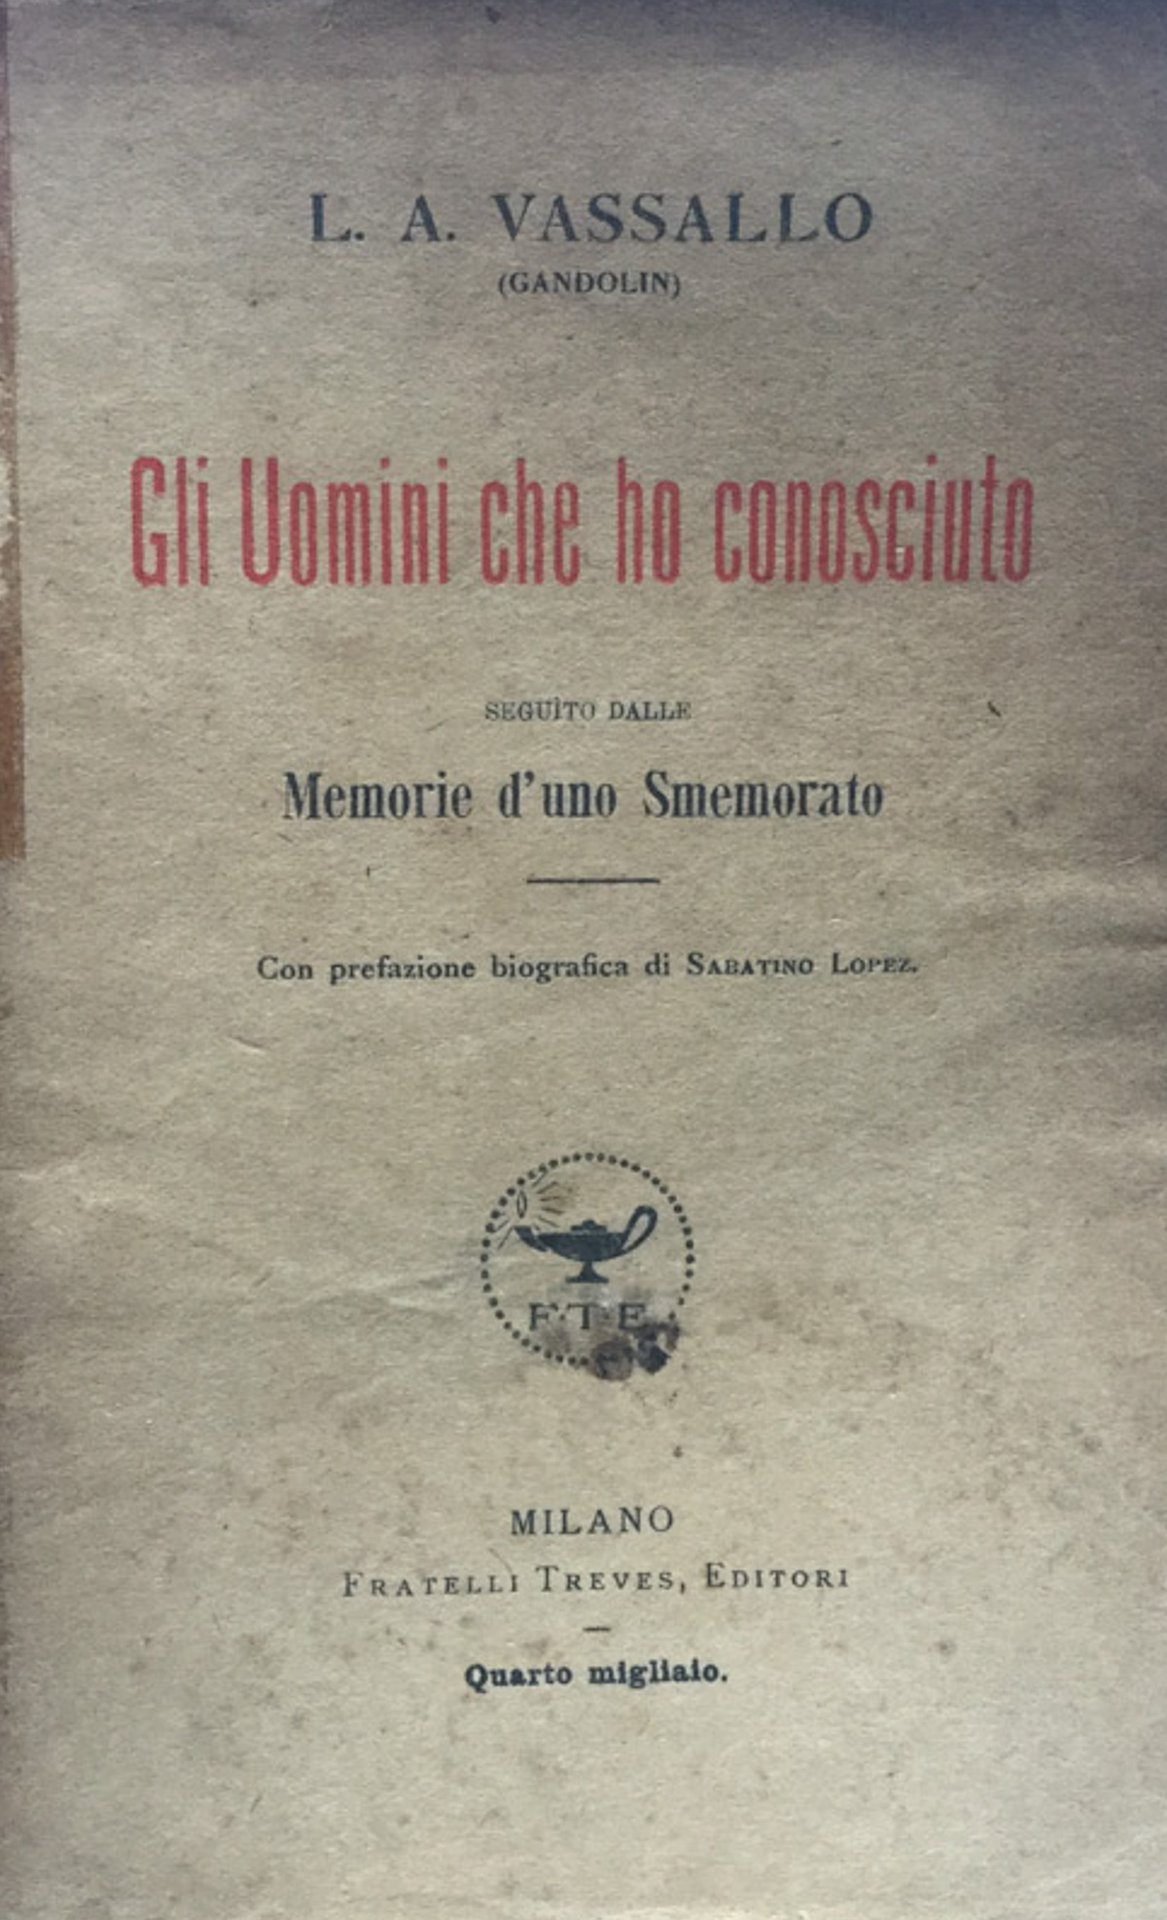 L. A. VASSALLO
(GANDOLIN)
Gli Uomini che ho conosciuto
SEGUÌTO DALLE
Memorie d'uno Smemorato
Con prefazione biografica di SABATINO LOPEZ.
F·T·E
MILANO
FRATELLI TREVES, EDITORI
Quarto migliaio.